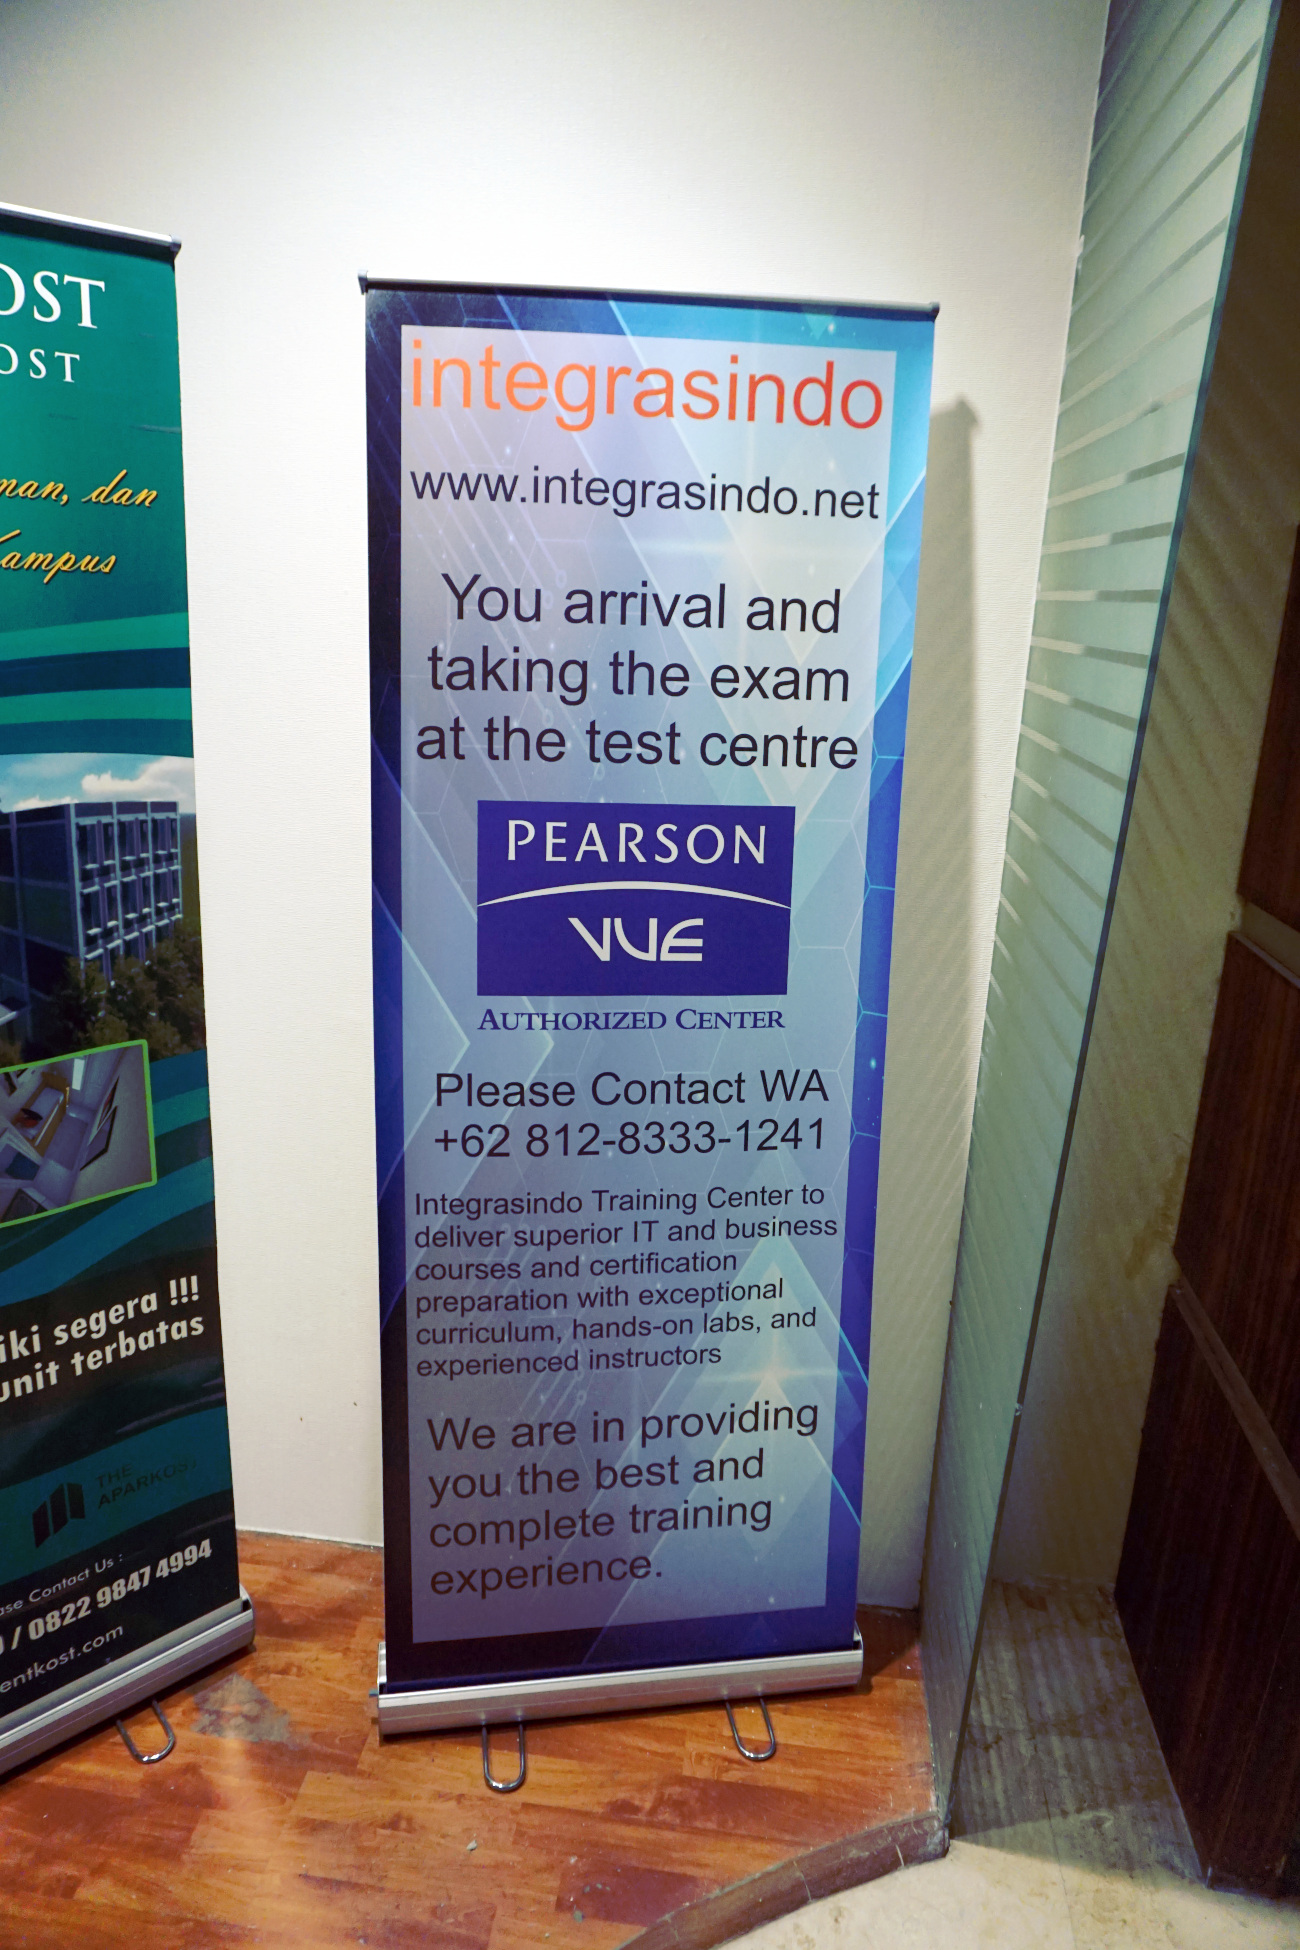 OST
OST
man, dan
Kampus
iki segera !!!
unit terbatas
THE
APARKOST
ase Contact Us :
/ 0822 9847 4994
entkost.com
integrasindo
www.integrasindo.net
You arrival and
taking the exam
at the test centre
PEARSON
VUE
AUTHORIZED CENTER
Please Contact WA
+62 812-8333-1241
Integrasindo Training Center to
deliver superior IT and business
courses and certification
preparation with exceptional
curriculum, hands-on labs, and
experienced instructors
We are in providing
you the best and
complete training
experience.